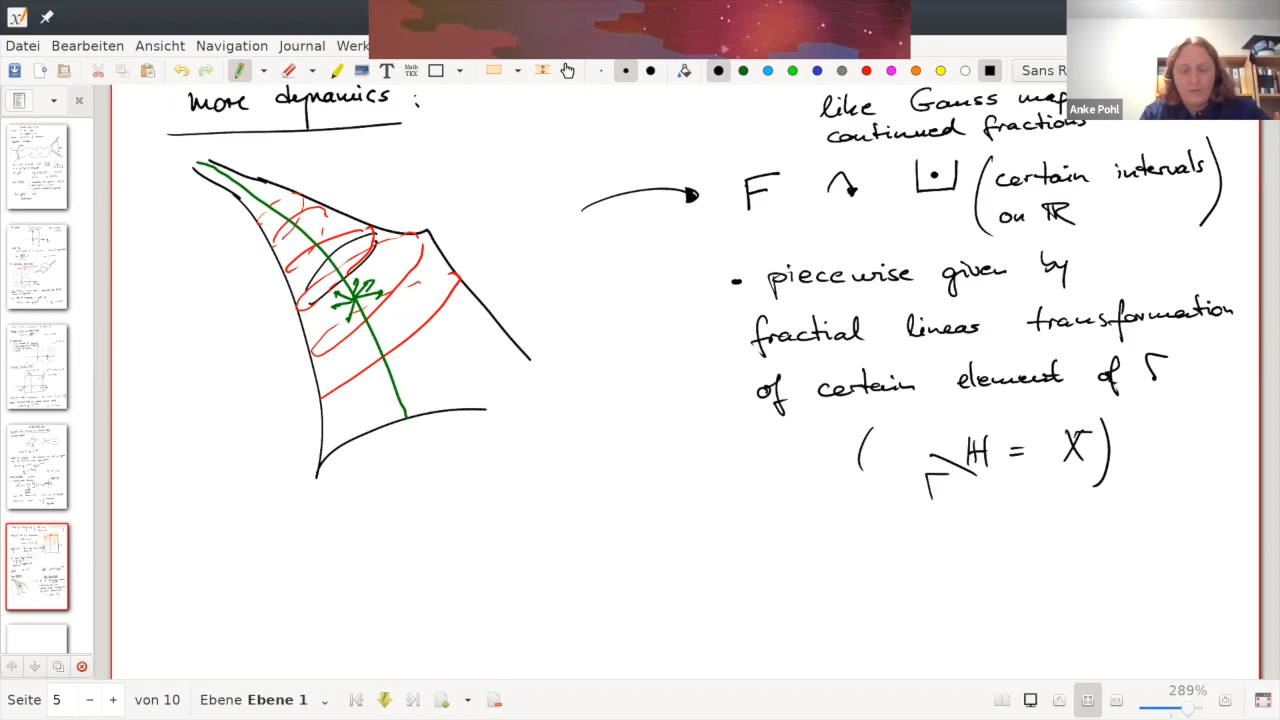 Datei Bearbeiten Ansicht Navigation Journal
Sans
Anke Pohl
more dynamics :
like Gauss map
continued fractions
F ↷ ⊡ (certain intervals
on ℝ)
• piecewise given by
fractial linear transformation
of certain element of Γ
( Γ\ℍ = X )
Seite 5 − + von 10 Ebene Ebene 1
289%